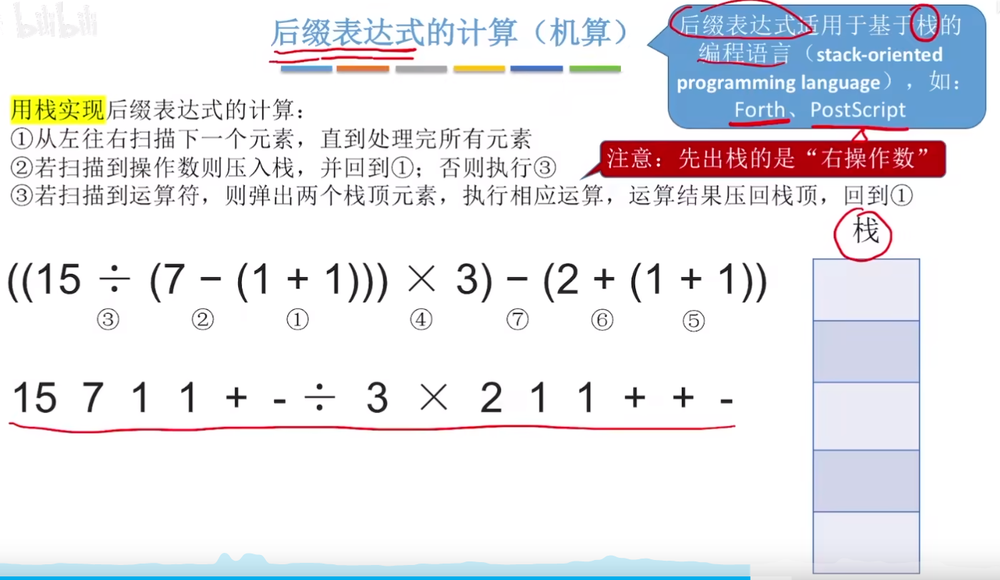 bilibili
后缀表达式的计算（机算）
后缀表达式适用于基于栈的
编程语言（stack-oriented
programming language），如：
Forth、PostScript
用栈实现后缀表达式的计算：
①从左往右扫描下一个元素，直到处理完所有元素
②若扫描到操作数则压入栈，并回到①；否则执行③
注意：先出栈的是“右操作数”
③若扫描到运算符，则弹出两个栈顶元素，执行相应运算，运算结果压回栈顶，回到①
栈
((15 ÷ (7 − (1 + 1))) × 3) − (2 + (1 + 1))
③ ② ① ④ ⑦ ⑥ ⑤
15 7 1 1 + - ÷ 3 × 2 1 1 + + -